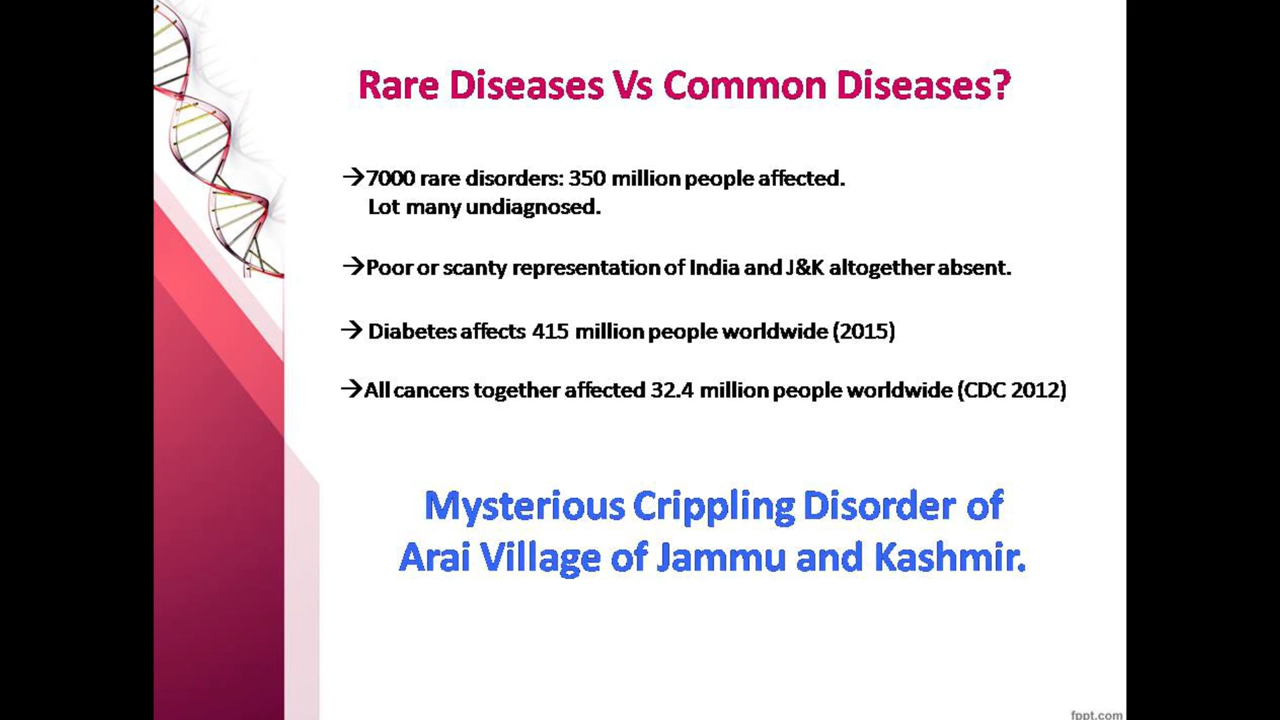 Rare Diseases Vs Common Diseases?
→7000 rare disorders: 350 million people affected.
Lot many undiagnosed.
→Poor or scanty representation of India and J&K altogether absent.
→ Diabetes affects 415 million people worldwide (2015)
→All cancers together affected 32.4 million people worldwide (CDC 2012)
Mysterious Crippling Disorder of
Arai Village of Jammu and Kashmir.
fppt.com